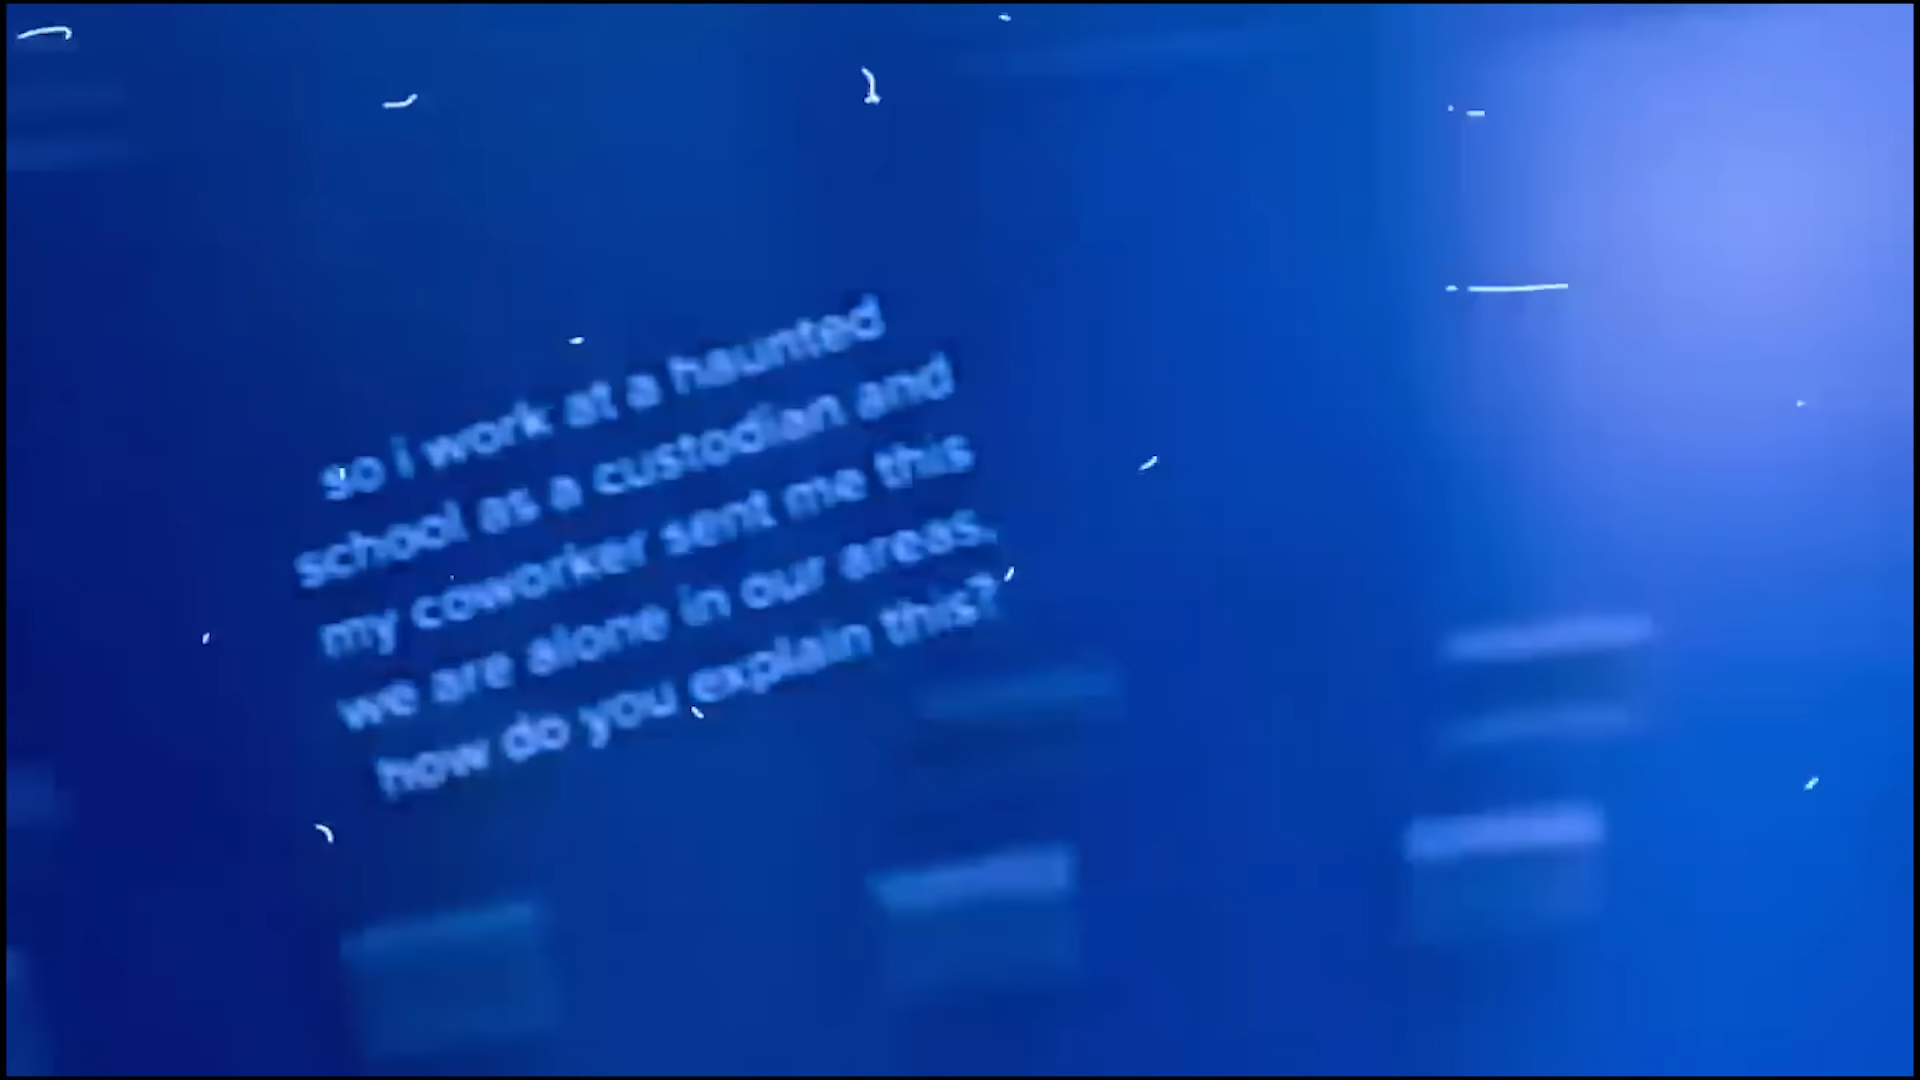 so i work at a haunted
school as a custodian and
my coworker sent me this
we are alone in our areas.
how do you explain this?